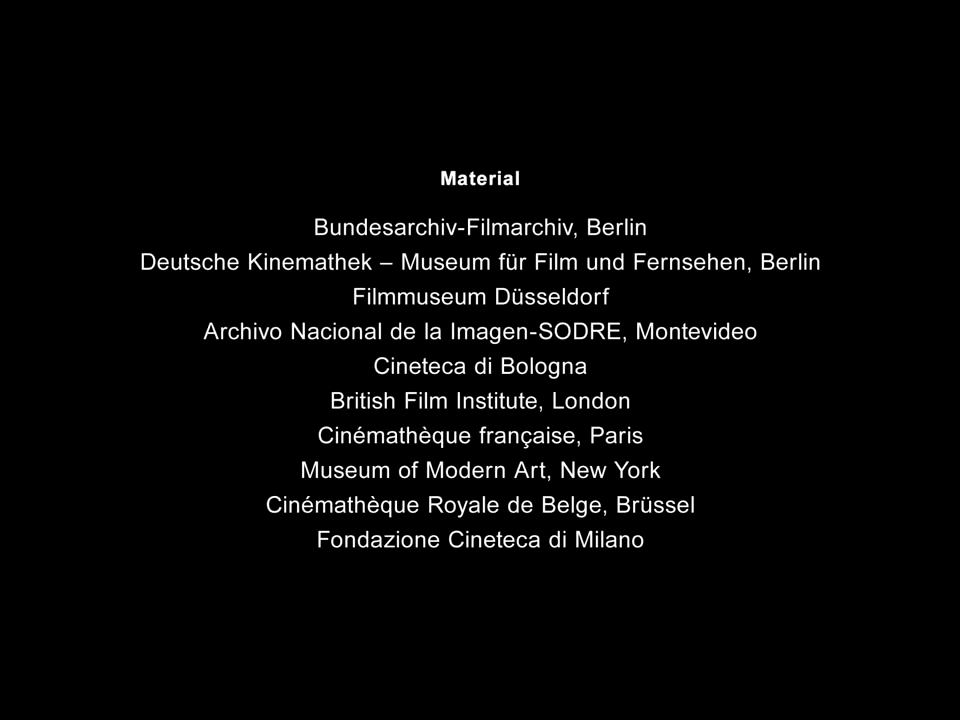 Material
Bundesarchiv-Filmarchiv, Berlin
Deutsche Kinemathek – Museum für Film und Fernsehen, Berlin
Filmmuseum Düsseldorf
Archivo Nacional de la Imagen-SODRE, Montevideo
Cineteca di Bologna
British Film Institute, London
Cinémathèque française, Paris
Museum of Modern Art, New York
Cinémathèque Royale de Belge, Brüssel
Fondazione Cineteca di Milano